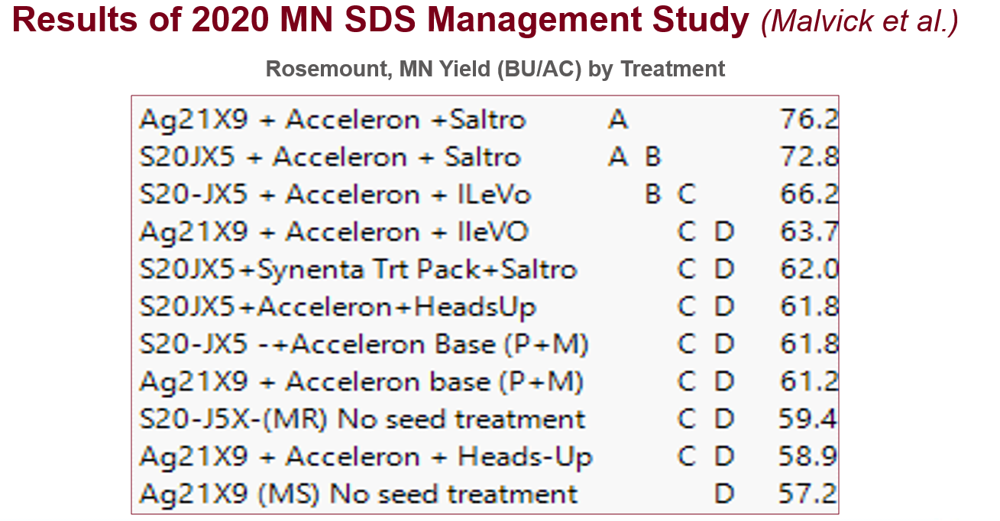 Results of 2020 MN SDS Management Study (Malvick et al.)
Rosemount, MN Yield (BU/AC) by Treatment
Ag21X9 + Acceleron +Saltro A 76.2
S20JX5 + Acceleron + Saltro A B 72.8
S20-JX5 + Acceleron + ILeVo B C 66.2
Ag21X9 + Acceleron + IleVO C D 63.7
S20JX5+Synenta Trt Pack+Saltro C D 62.0
S20JX5+Acceleron+HeadsUp C D 61.8
S20-JX5 -+Acceleron Base (P+M) C D 61.8
Ag21X9 + Acceleron base (P+M) C D 61.2
S20-J5X-(MR) No seed treatment C D 59.4
Ag21X9 + Acceleron + Heads-Up C D 58.9
Ag21X9 (MS) No seed treatment D 57.2